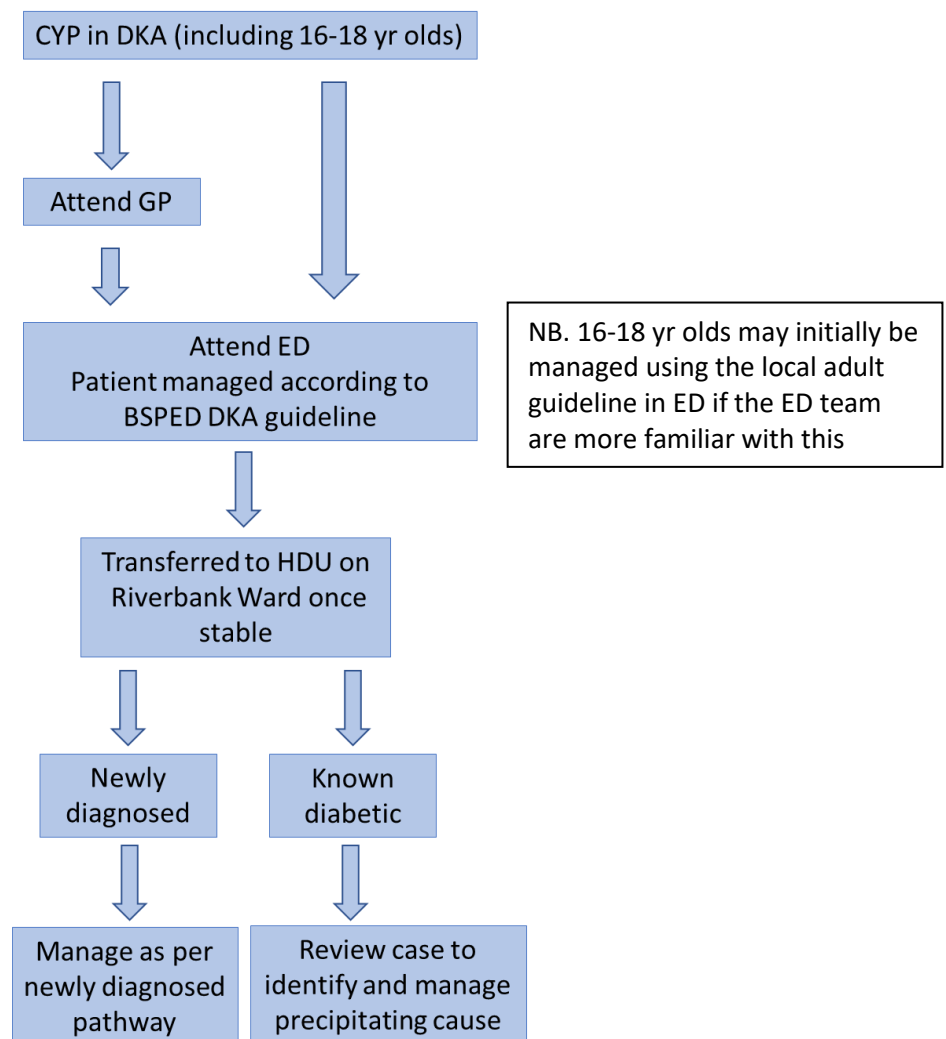 CYP in DKA (including 16-18 yr olds)
Attend GP
Attend ED
Patient managed according to
BSPED DKA guideline
NB. 16-18 yr olds may initially be
managed using the local adult
guideline in ED if the ED team
are more familiar with this
Transferred to HDU on
Riverbank Ward once
stable
Newly
diagnosed
Known
diabetic
Manage as per
newly diagnosed
pathway
Review case to
identify and manage
precipitating cause